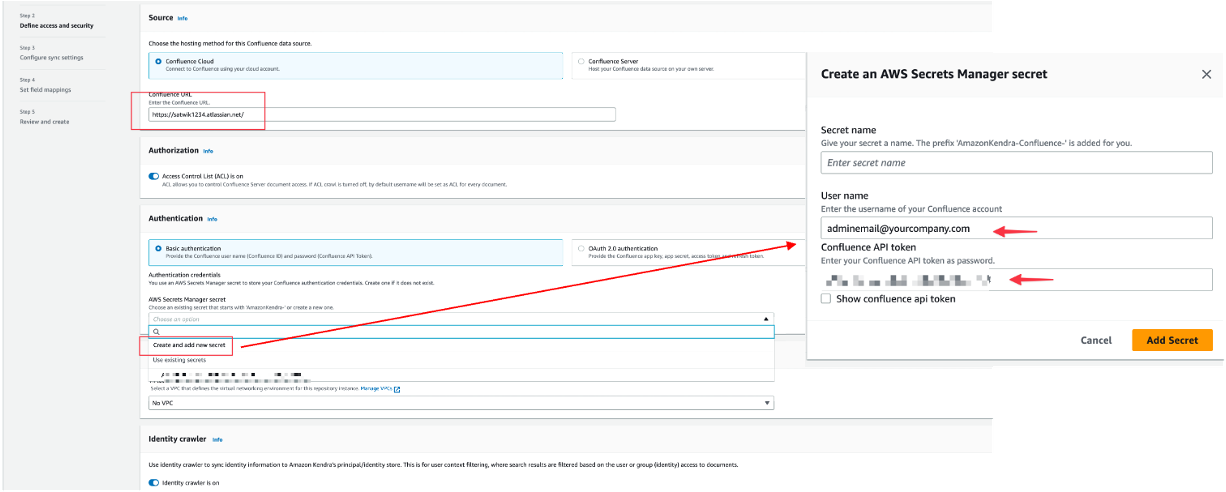 Step 2
Define access and security
Step 3
Configure sync settings
Step 4
Set field mappings
Step 5
Review and create
Source Info
Choose the hosting method for this Confluence data source.
Confluence Cloud
Connect to Confluence using your cloud account.
Confluence Server
Host your Confluence data source on your own server.
Confluence URL
Enter the Confluence URL.
https://satwik1234.atlassian.net/
Authorization Info
Access Control List (ACL) is on
ACL allows you to control Confluence Server document access. If ACL crawl is turned off, by default username will be set as ACL for every document.
Authentication Info
Basic authentication
Provide the Confluence user name (Confluence ID) and password (Confluence API Token).
OAuth 2.0 authentication
Provide the Confluence app key, app secret, access token, and refresh token.
Authentication credentials
You use an AWS Secrets Manager secret to store your Confluence authentication credentials. Create one if it does not exist.
AWS Secrets Manager secret
Choose an existing secret that starts with 'AmazonKendra-' or create a new one.
Choose an option
Create and add new secret
Use existing secrets
Select a VPC that defines the virtual networking environment for this repository instance. Manage VPCs
No VPC
Identity crawler Info
Use identity crawler to sync identity information to Amazon Kendra's principal/identity store. This is for user context filtering, where search results are filtered based on the user or group (identity) access to documents.
Identity crawler is on
Create an AWS Secrets Manager secret
Secret name
Give your secret a name. The prefix 'AmazonKendra-Confluence-' is added for you.
Enter secret name
User name
Enter the username of your Confluence account
adminemail@yourcompany.com
Confluence API token
Enter your Confluence API token as password.
Show confluence api token
Cancel
Add Secret